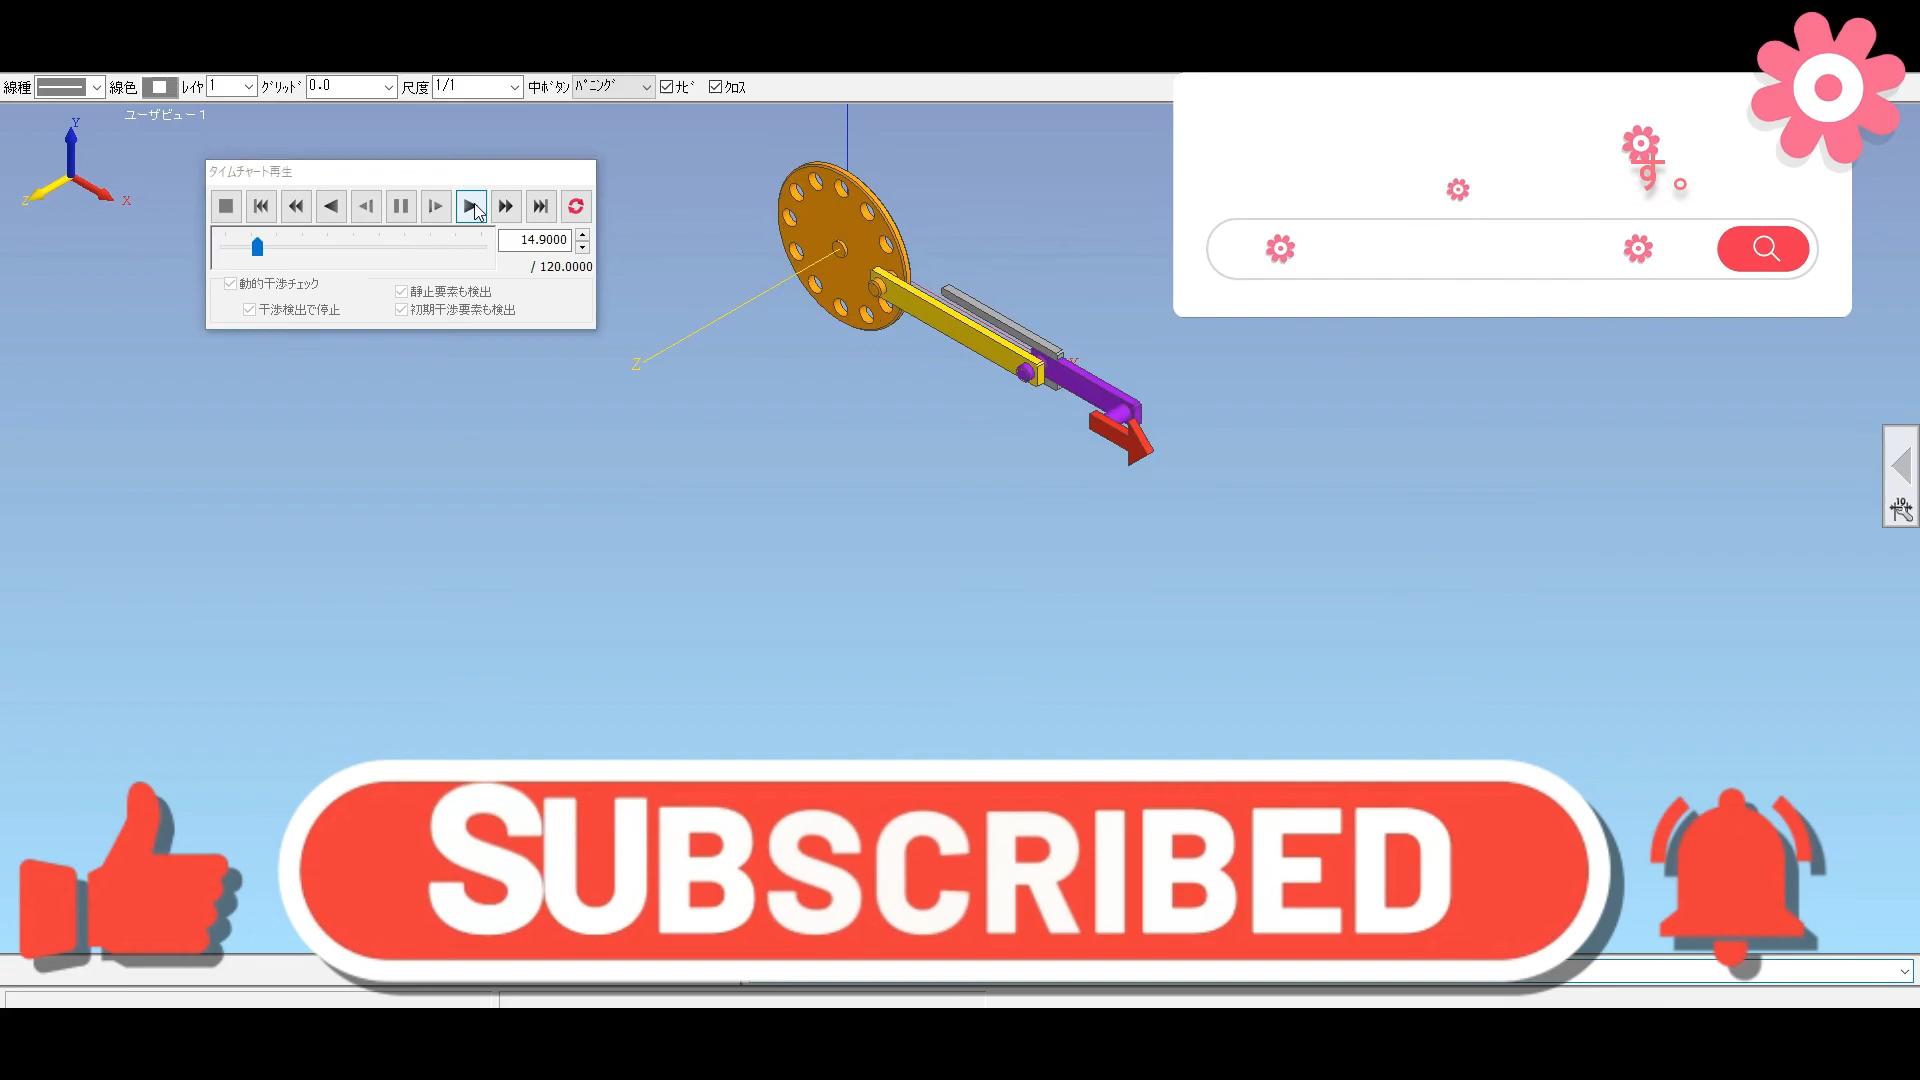 線種 線色 レイヤ 1 グリッド 0.0 尺度 1/1 中ボタン パニング ナビ クロス
ユーザビュー1
Y
Z
X
タイムチャート再生
14.9000
/ 120.0000
動的干渉チェック
静止要素も検出
干渉検出で停止
初期干渉要素も検出
Z
す。
10
SUBSCRIBED